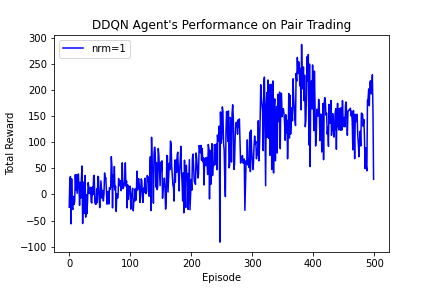 DDQN Agent's Performance on Pair Trading
nrm=1
Total Reward
300
250
200
150
100
50
0
−50
−100
0 100 200 300 400 500
Episode